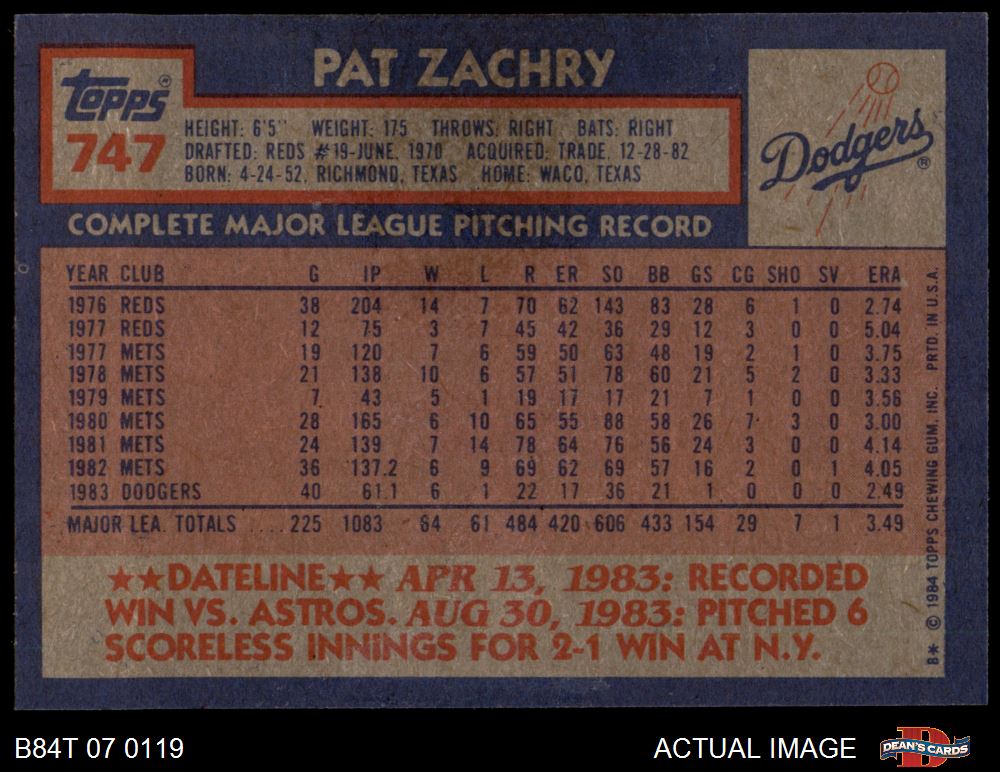 PAT ZACHRY
Topps®
747
HEIGHT: 6'5" WEIGHT: 175 THROWS: RIGHT BATS: RIGHT
DRAFTED: REDS #19-JUNE, 1970 ACQUIRED: TRADE, 12-28-82
BORN: 4-24-52, RICHMOND, TEXAS HOME: WACO, TEXAS
Dodgers®
COMPLETE MAJOR LEAGUE PITCHING RECORD
YEAR CLUB G IP W L R ER SO BB GS CG SHO SV ERA
1976 REDS 38 204 14 7 70 62 143 83 28 6 1 0 2.74
1977 REDS 12 75 3 7 45 42 36 29 12 3 0 0 5.04
1977 METS 19 120 7 6 59 50 63 48 19 2 1 0 3.75
1978 METS 21 138 10 6 57 51 78 60 21 5 2 0 3.33
1979 METS 7 43 5 1 19 17 17 21 7 1 0 0 3.56
1980 METS 28 165 6 10 65 55 88 58 26 7 3 0 3.00
1981 METS 24 139 7 14 78 64 76 56 24 3 0 0 4.14
1982 METS 36 137.2 6 9 69 62 69 57 16 2 0 1 4.05
1983 DODGERS 40 61.1 6 1 22 17 36 21 1 0 0 0 2.49
MAJOR LEA. TOTALS .... 225 1083 64 61 484 420 606 433 154 29 7 1 3.49
★★DATELINE★★ APR 13, 1983: RECORDED
WIN VS. ASTROS. AUG 30, 1983: PITCHED 6
SCORELESS INNINGS FOR 2-1 WIN AT N.Y.
B* © 1984 TOPPS CHEWING GUM, INC. PRTD. IN U.S.A.
B84T 07 0119
ACTUAL IMAGE
DEAN'S CARDS